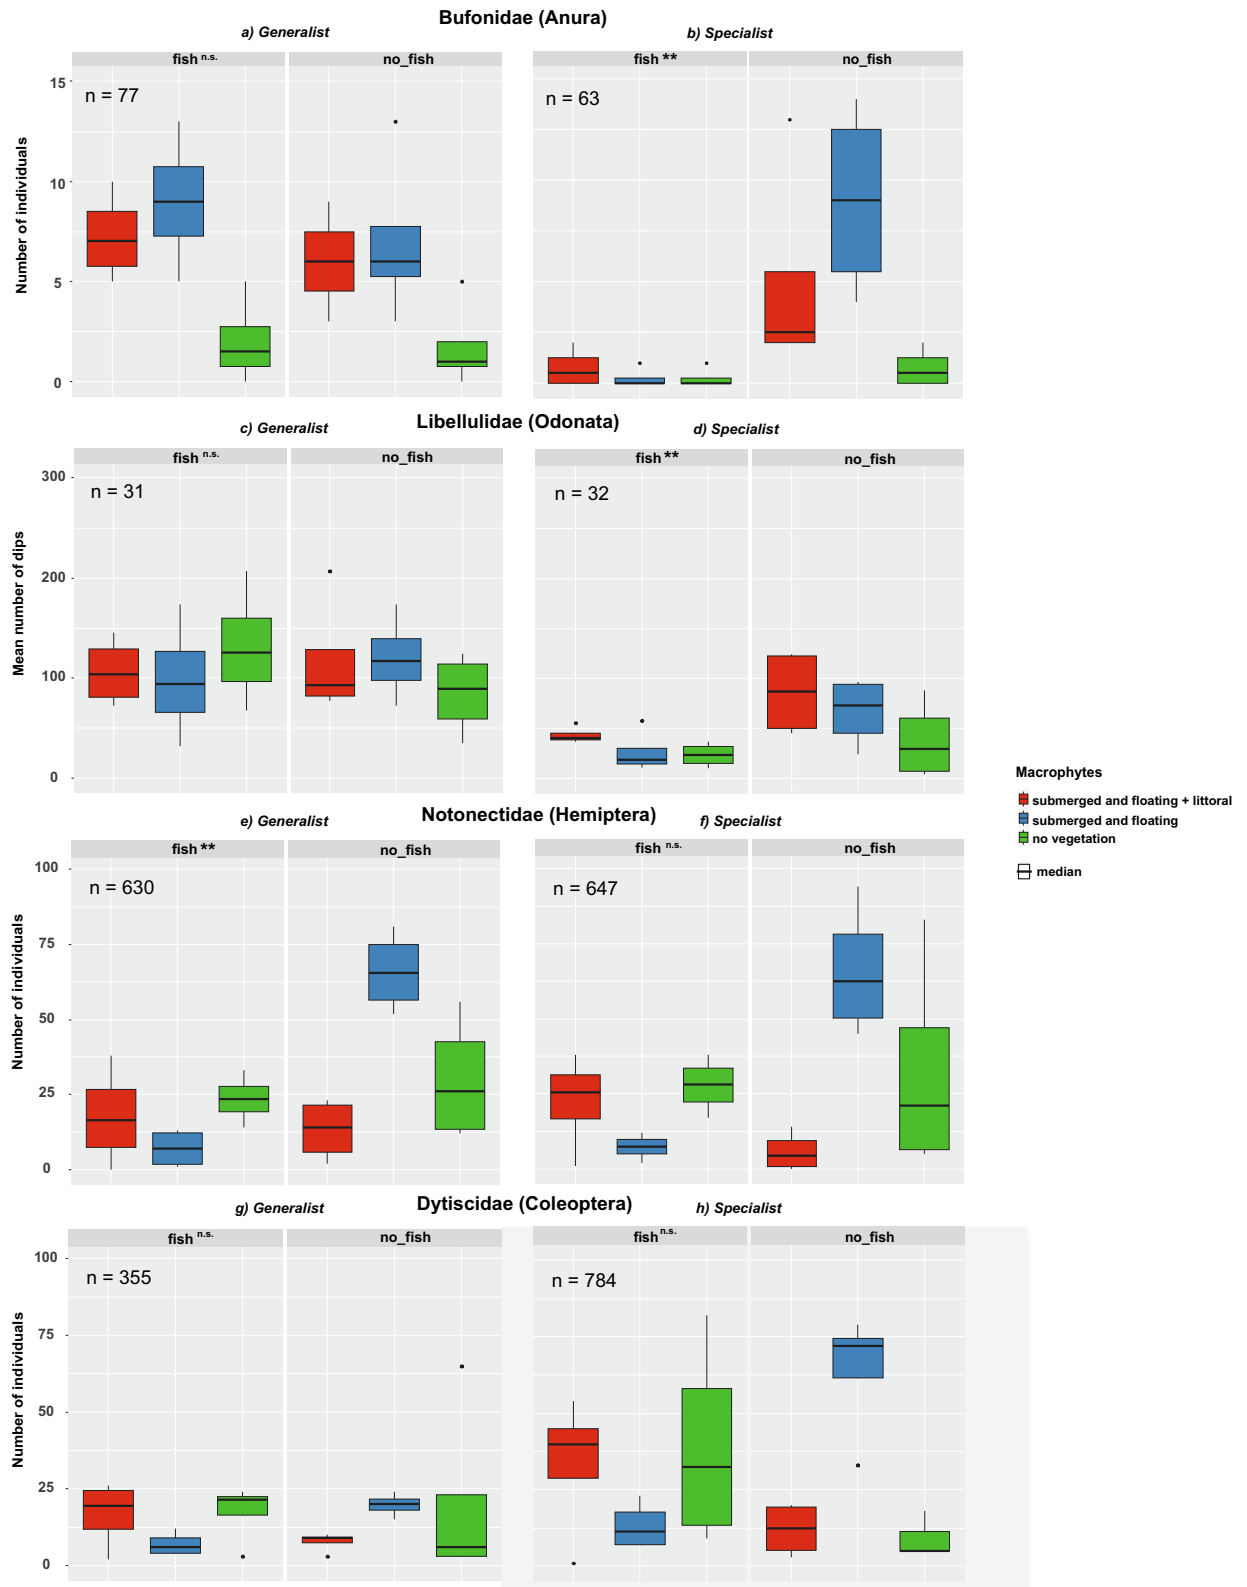 Bufonidae (Anura)
a) Generalist
b) Specialist
fish n.s.
no_fish
fish **
no_fish
n = 77
n = 63
Number of individuals
15
10
5
0
Libellulidae (Odonata)
c) Generalist
d) Specialist
fish n.s.
no_fish
fish **
no_fish
n = 31
n = 32
Mean number of dips
300
200
100
0
Macrophytes
submerged and floating + littoral
submerged and floating
no vegetation
median
Notonectidae (Hemiptera)
e) Generalist
f) Specialist
fish **
no_fish
fish n.s.
no_fish
n = 630
n = 647
Number of individuals
100
75
50
25
0
Dytiscidae (Coleoptera)
g) Generalist
h) Specialist
fish n.s.
no_fish
fish n.s.
no_fish
n = 355
n = 784
Number of individuals
100
75
50
25
0